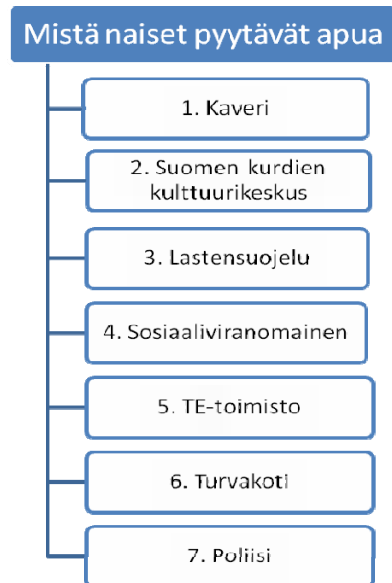 Mistä naiset pyytävät apua
1. Kaveri
2. Suomen kurdien
kulttuurikeskus
3. Lastensuojelu
4. Sosiaaliviranomainen
5. TE-toimisto
6. Turvakoti
7. Poliisi